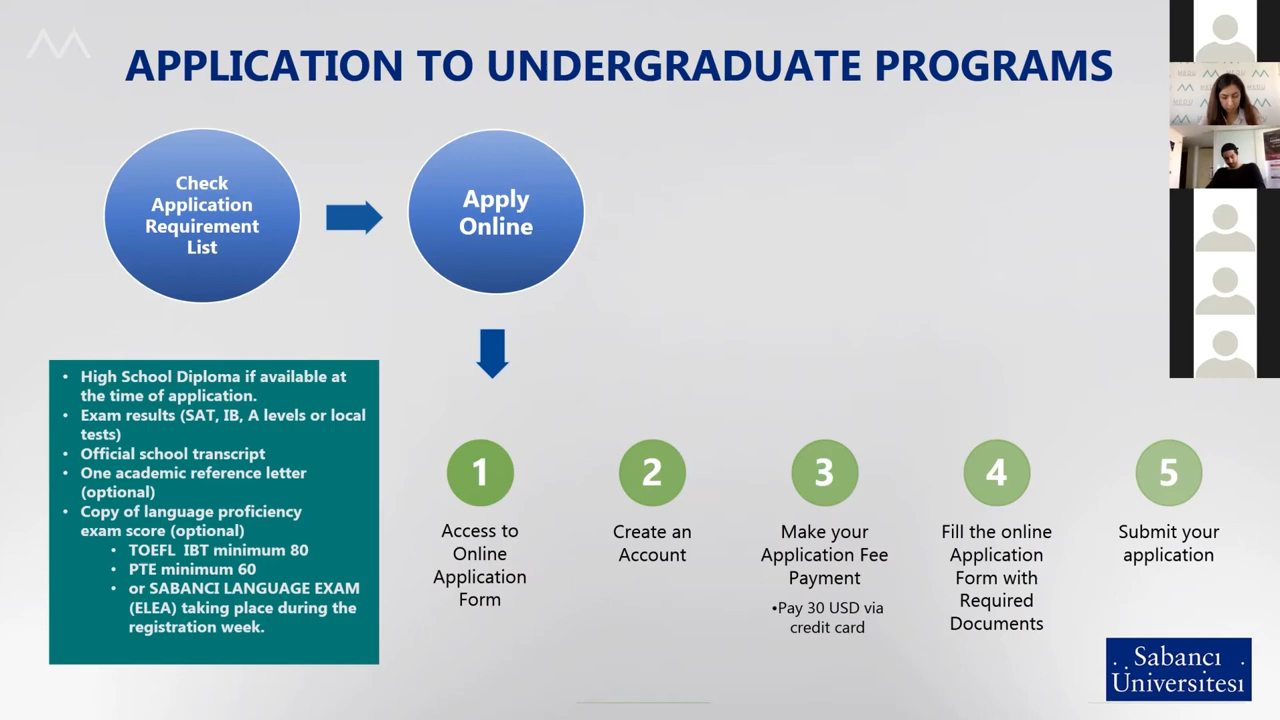 APPLICATION TO UNDERGRADUATE PROGRAMS
Check
Application
Requirement
List
Apply
Online
• High School Diploma if available at
the time of application.
• Exam results (SAT, IB, A levels or local
tests)
• Official school transcript
• One academic reference letter
(optional)
• Copy of language proficiency
exam score (optional)
• TOEFL IBT minimum 80
• PTE minimum 60
• or SABANCI LANGUAGE EXAM
(ELEA) taking place during the
registration week.
1
Access to
Online
Application
Form
2
Create an
Account
3
Make your
Application Fee
Payment
•Pay 30 USD via
credit card
4
Fill the online
Application
Form with
Required
Documents
5
Submit your
application
Sabancı
Üniversitesi